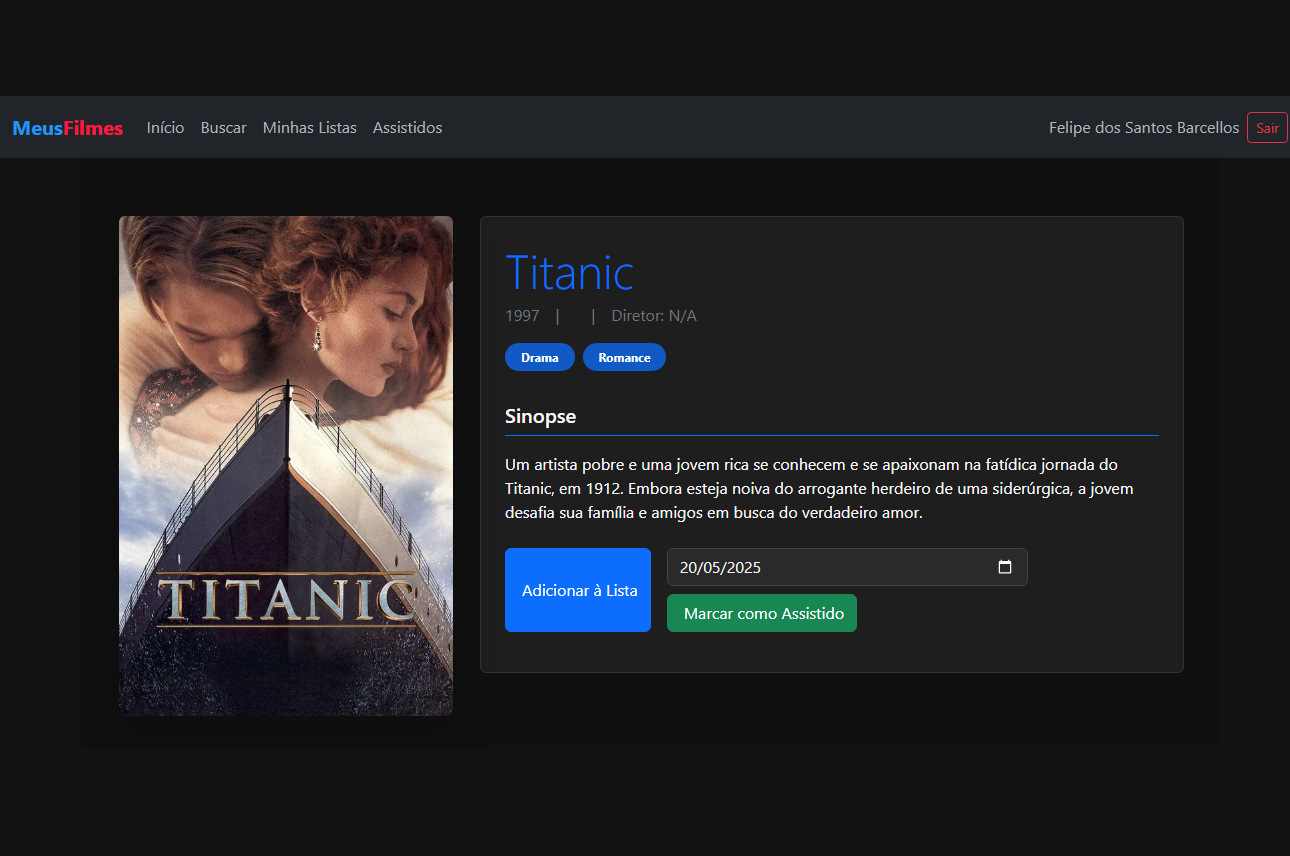 MeusFilmes Início Buscar Minhas Listas Assistidos Felipe dos Santos Barcellos Sair
TITANIC
Titanic
1997 | | Diretor: N/A
Drama Romance
Sinopse
Um artista pobre e uma jovem rica se conhecem e se apaixonam na fatídica jornada do
Titanic, em 1912. Embora esteja noiva do arrogante herdeiro de uma siderúrgica, a jovem
desafia sua família e amigos em busca do verdadeiro amor.
Adicionar à Lista
20/05/2025
Marcar como Assistido